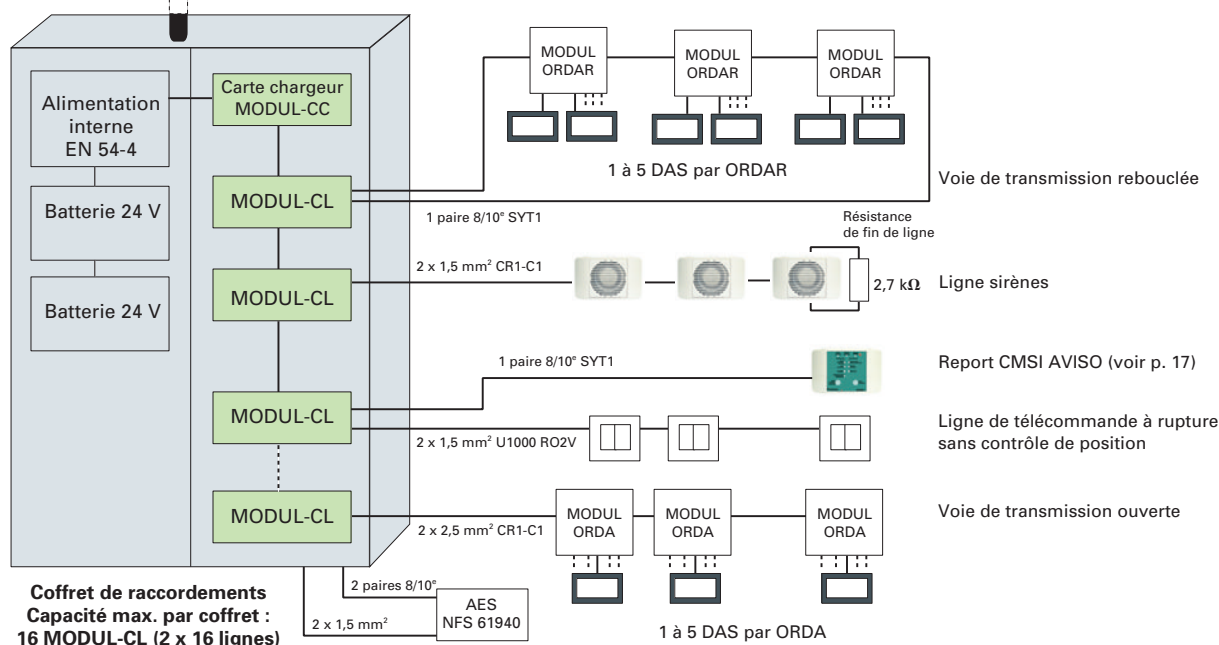 Alimentation
interne
EN 54-4
Batterie 24 V
Batterie 24 V
Carte chargeur
MODUL-CC
MODUL-CL
MODUL-CL
MODUL-CL
MODUL-CL
MODUL
ORDAR
MODUL
ORDAR
MODUL
ORDAR
1 à 5 DAS par ORDAR
1 paire 8/10e SYT1
Voie de transmission rebouclée
2 x 1,5 mm² CR1-C1
Résistance
de fin de ligne
2,7 kΩ
Ligne sirènes
1 paire 8/10e SYT1
Report CMSI AVISO (voir p. 17)
2 x 1,5 mm² U1000 RO2V
Ligne de télécommande à rupture
sans contrôle de position
2 x 2,5 mm² CR1-C1
MODUL
ORDA
MODUL
ORDA
MODUL
ORDA
Voie de transmission ouverte
1 à 5 DAS par ORDA
2 paires 8/10e
2 x 1,5 mm²
AES
NFS 61940
Coffret de raccordements
Capacité max. par coffret :
16 MODUL-CL (2 x 16 lignes)